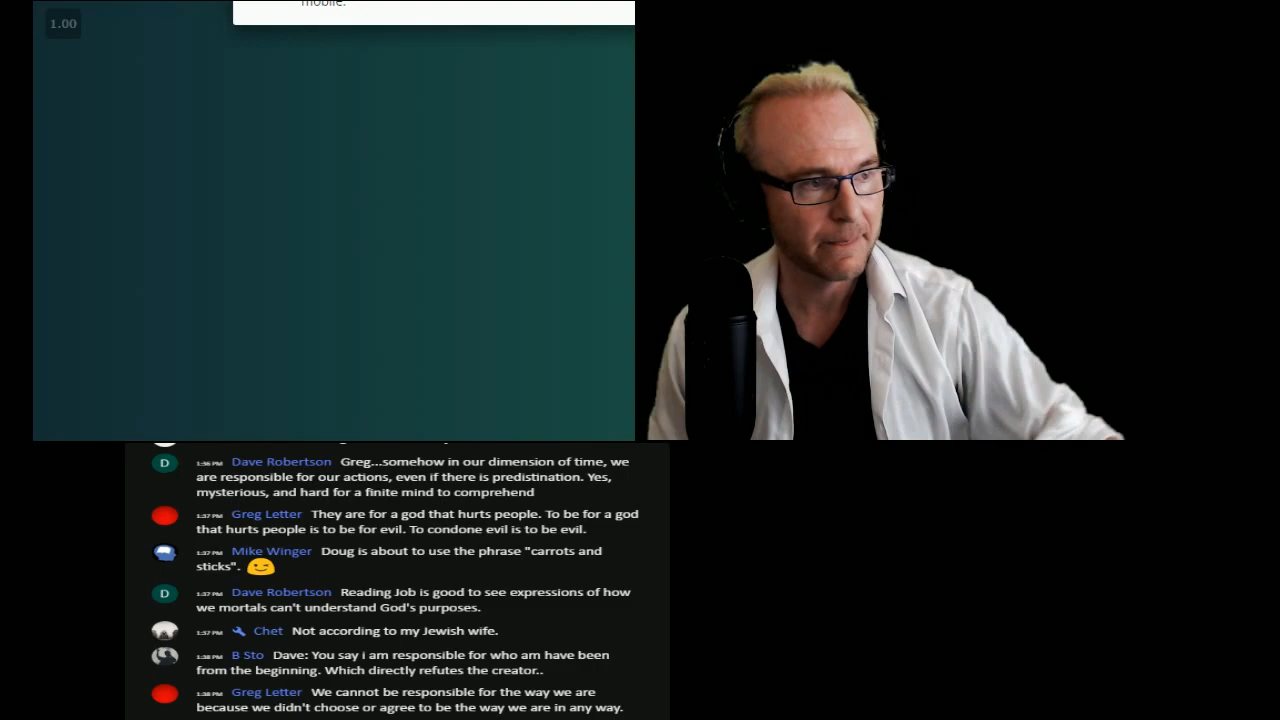 mobile.
1.00
1:36 PM Dave Robertson Greg...somehow in our dimension of time, we
are responsible for our actions, even if there is predistination. Yes,
mysterious, and hard for a finite mind to comprehend
1:37 PM Greg Letter They are for a god that hurts people. To be for a god
that hurts people is to be for evil. To condone evil is to be evil.
1:37 PM Mike Winger Doug is about to use the phrase "carrots and
sticks".
D
1:37 PM Dave Robertson Reading Job is good to see expressions of how
we mortals can't understand God's purposes.
D
1:37 PM Chet Not according to my Jewish wife.
1:38 PM B Sto Dave: You say i am responsible for who am have been
from the beginning. Which directly refutes the creator..
1:38 PM Greg Letter We cannot be responsible for the way we are
because we didn't choose or agree to be the way we are in any way.